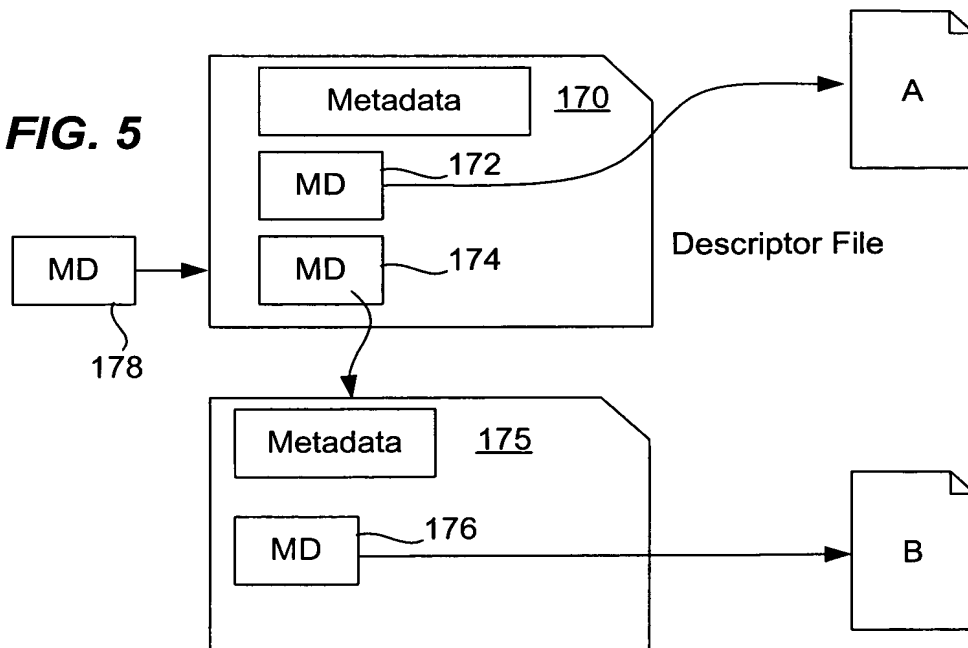 FIG. 5
Metadata
170
A
MD
172
MD
174
Descriptor File
MD
178
Metadata
175
MD
176
B